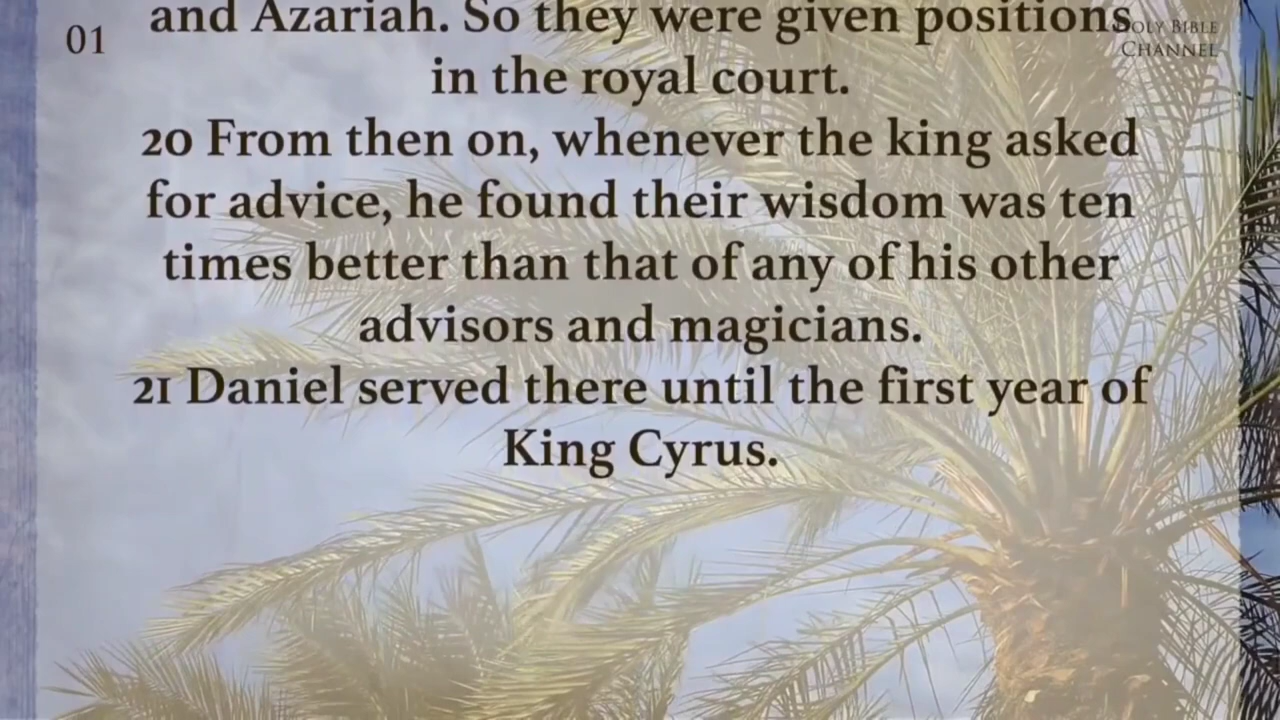 01
HOLY BIBLE
CHANNEL
and Azariah. So they were given positions
in the royal court.
20 From then on, whenever the king asked
for advice, he found their wisdom was ten
times better than that of any of his other
advisors and magicians.
21 Daniel served there until the first year of
King Cyrus.